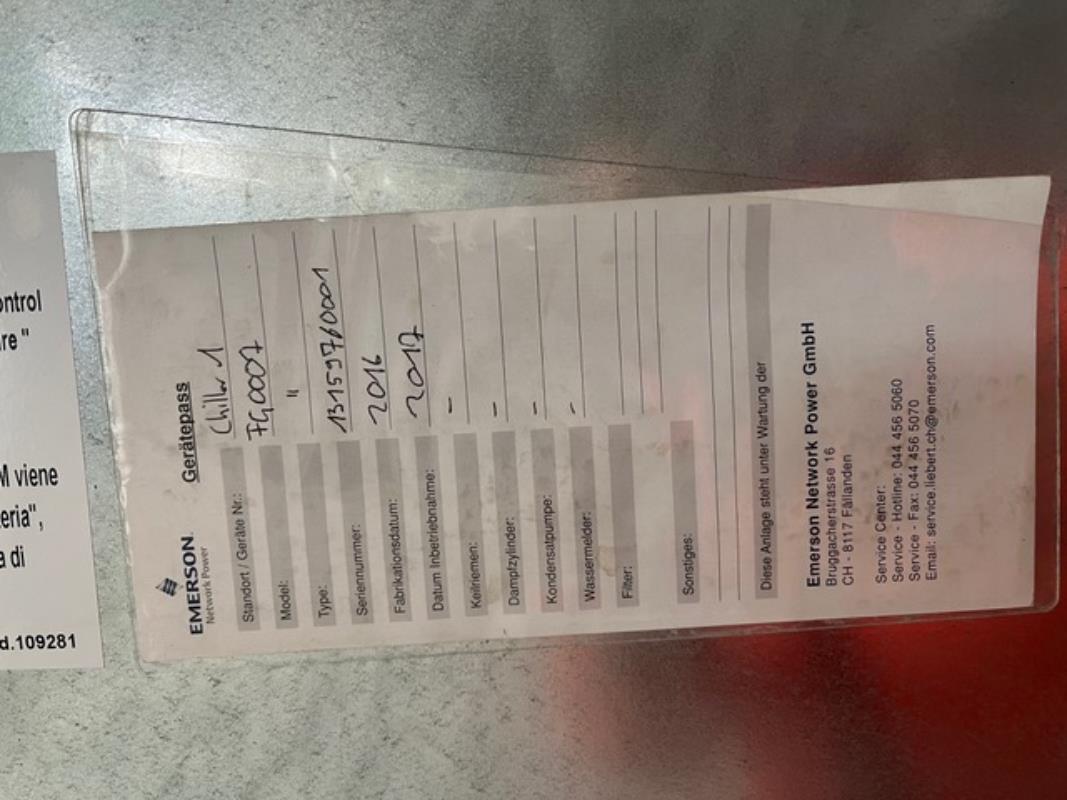 ontrol
re"
M viene
eria",
a di
d.109281
EMERSON
Network Power
Gerätepass
Standort / Geräte Nr.: Chiller 1
Model: FG0007
Type: "
Seriennummer: 13159760001
Fabrikationsdatum: 2016
Datum Inbetriebnahme: 2017
Keilriemen: -
Dampfzylinder: -
Kondensatpumpe: -
Wassermelder: -
Filter:
Sonstiges:
Diese Anlage steht unter Wartung der
Emerson Network Power GmbH
Bruggacherstrasse 16
CH - 8117 Fällanden
Service Center:
Service - Hotline: 044 456 5060
Service - Fax: 044 456 5070
Email: service.liebert.ch@emerson.com